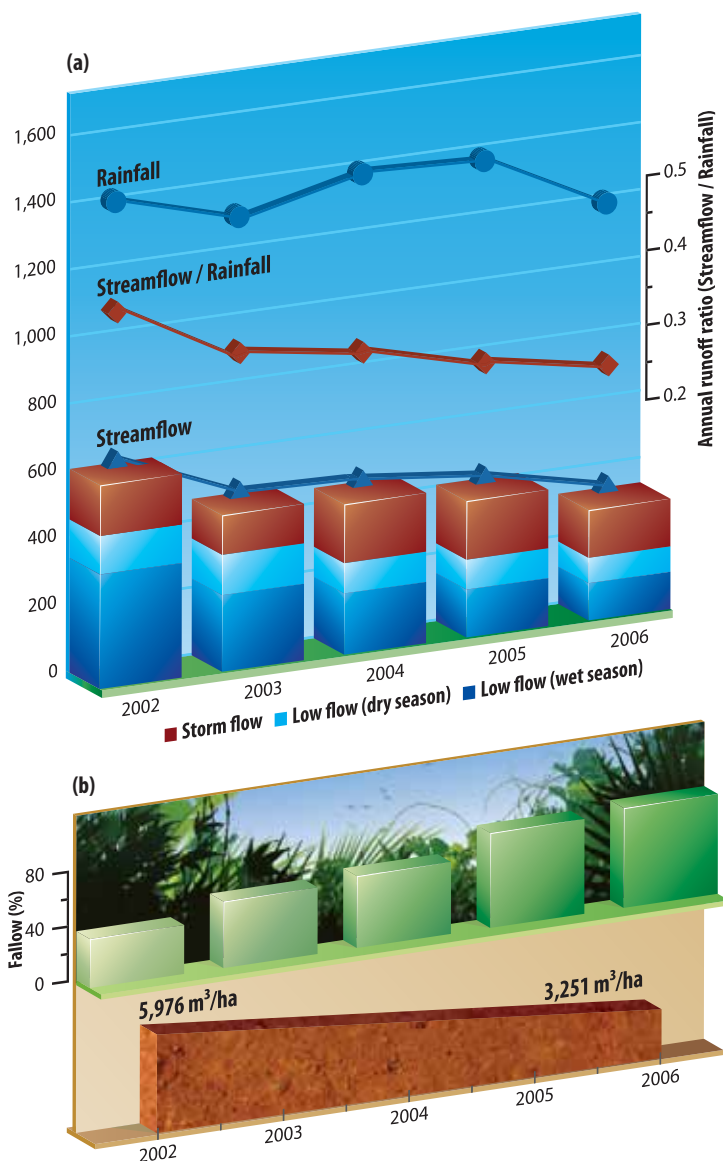 (a)
1,600
1,400
1,200
1,000
800
600
400
200
0
Rainfall
Streamflow / Rainfall
Streamflow
0.5
0.4
0.3
0.2
Annual runoff ratio (Streamflow / Rainfall)
2002
2003
2004
2005
2006
Storm flow
Low flow (dry season)
Low flow (wet season)
(b)
80
40
0
Fallow (%)
5,976 m³/ha
3,251 m³/ha
2002
2003
2004
2005
2006